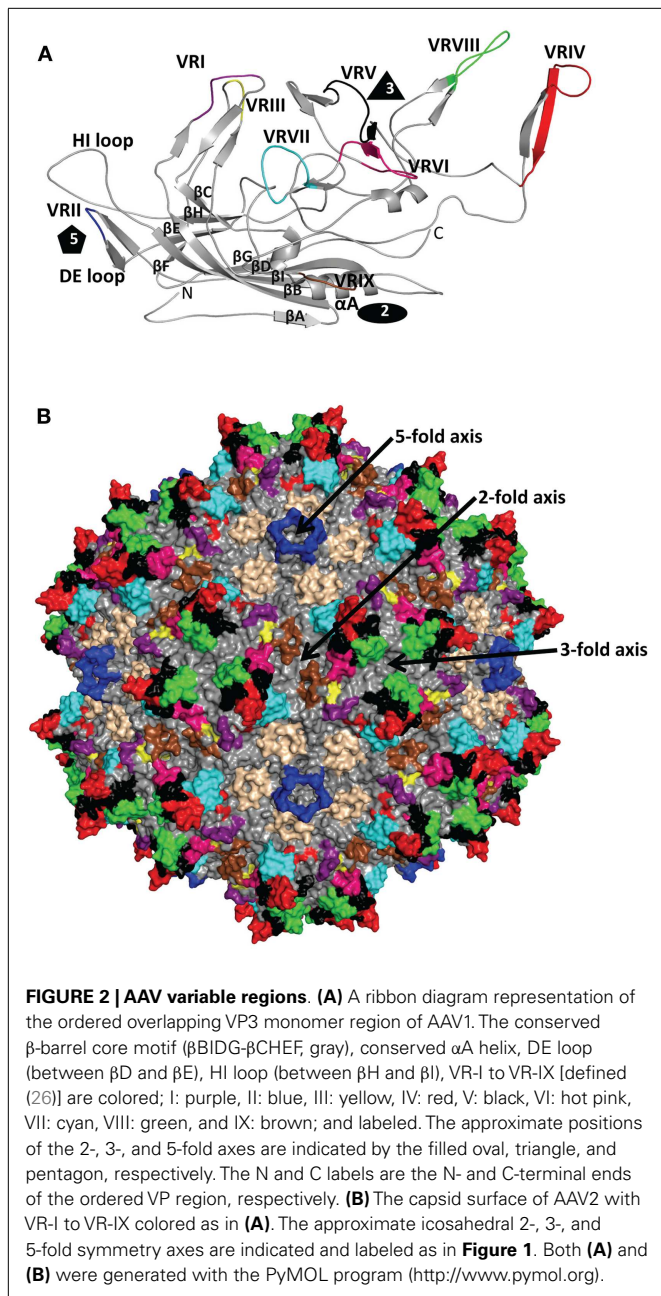 A
VRI
VRIII
HI loop
VRV
3
VRVIII
VRIV
VRVII
VRVI
βC
βH
VRII
βE
5
DE loop
βF
βG
βD
βI
βB
C
N
VRIX
αA
2
βA
B
5-fold axis
2-fold axis
3-fold axis
FIGURE 2 | AAV variable regions. (A) A ribbon diagram representation of
the ordered overlapping VP3 monomer region of AAV1. The conserved
β-barrel core motif (βBIDG-βCHEF, gray), conserved αA helix, DE loop
(between βD and βE), HI loop (between βH and βI), VR-I to VR-IX [defined
(26)] are colored; I: purple, II: blue, III: yellow, IV: red, V: black, VI: hot pink,
VII: cyan, VIII: green, and IX: brown; and labeled. The approximate positions
of the 2-, 3-, and 5-fold axes are indicated by the filled oval, triangle, and
pentagon, respectively. The N and C labels are the N- and C-terminal ends
of the ordered VP region, respectively. (B) The capsid surface of AAV2 with
VR-I to VR-IX colored as in (A). The approximate icosahedral 2-, 3-, and
5-fold symmetry axes are indicated and labeled as in Figure 1. Both (A) and
(B) were generated with the PyMOL program (http://www.pymol.org).